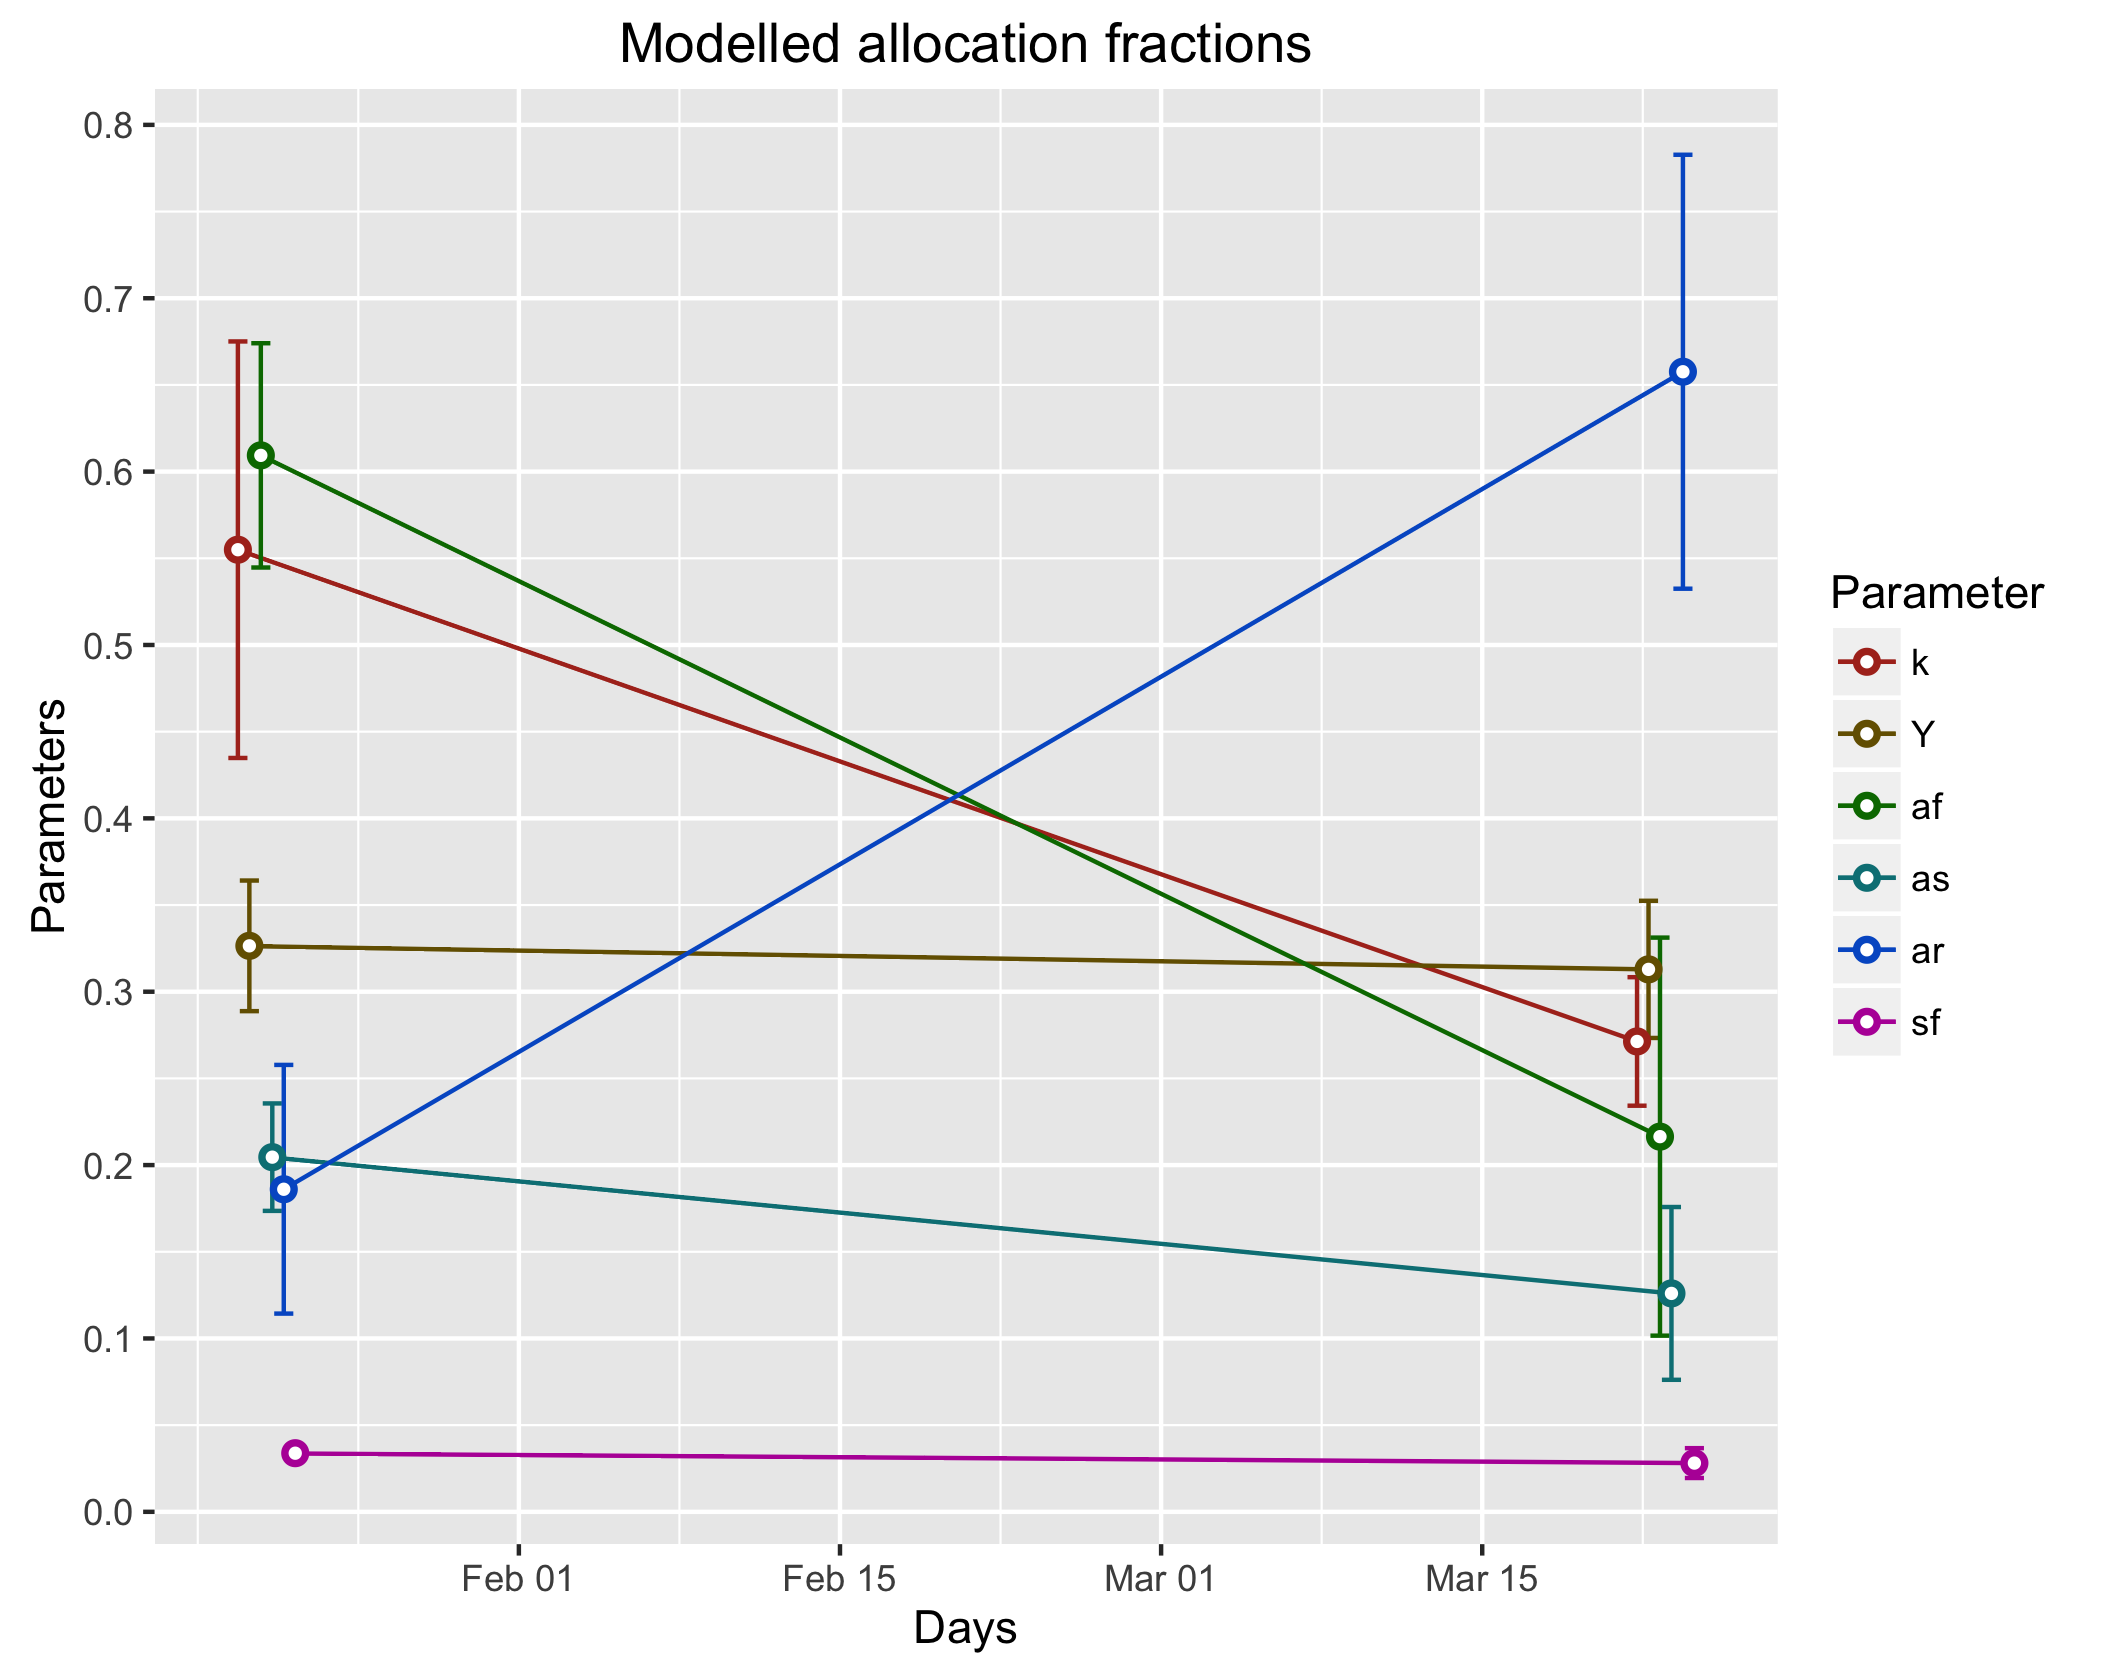 Modelled allocation fractions
0.8
0.7
0.6
0.5
0.4
0.3
0.2
0.1
0.0
Parameters
Feb 01 Feb 15 Mar 01 Mar 15
Days
Parameter
k
Y
af
as
ar
sf